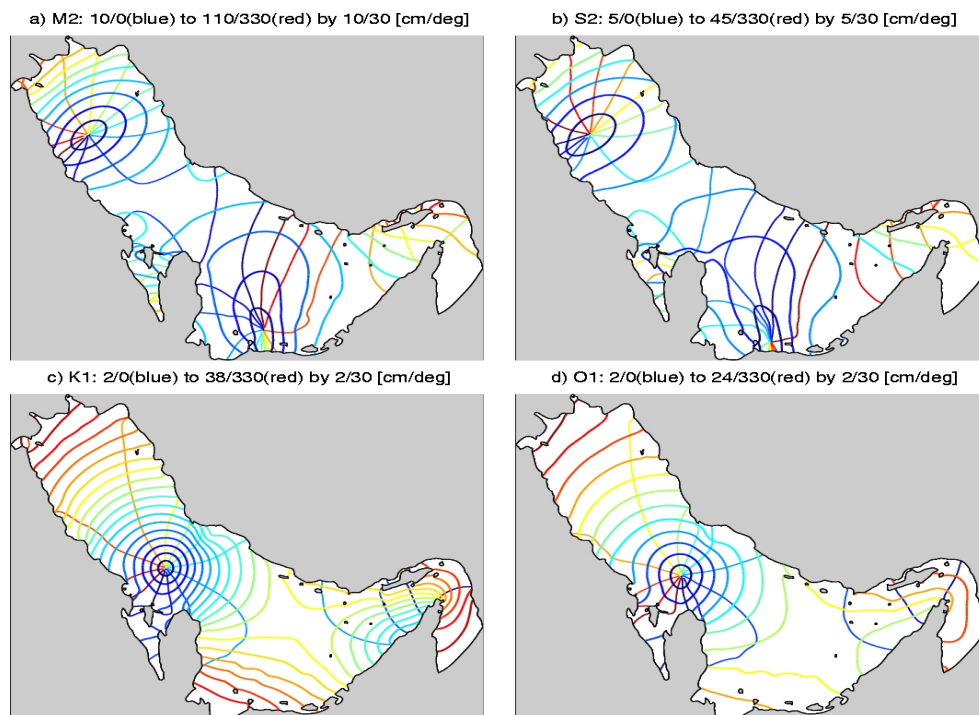 a) M2: 10/0(blue) to 110/330(red) by 10/30 [cm/deg]
b) S2: 5/0(blue) to 45/330(red) by 5/30 [cm/deg]
c) K1: 2/0(blue) to 38/330(red) by 2/30 [cm/deg]
d) O1: 2/0(blue) to 24/330(red) by 2/30 [cm/deg]